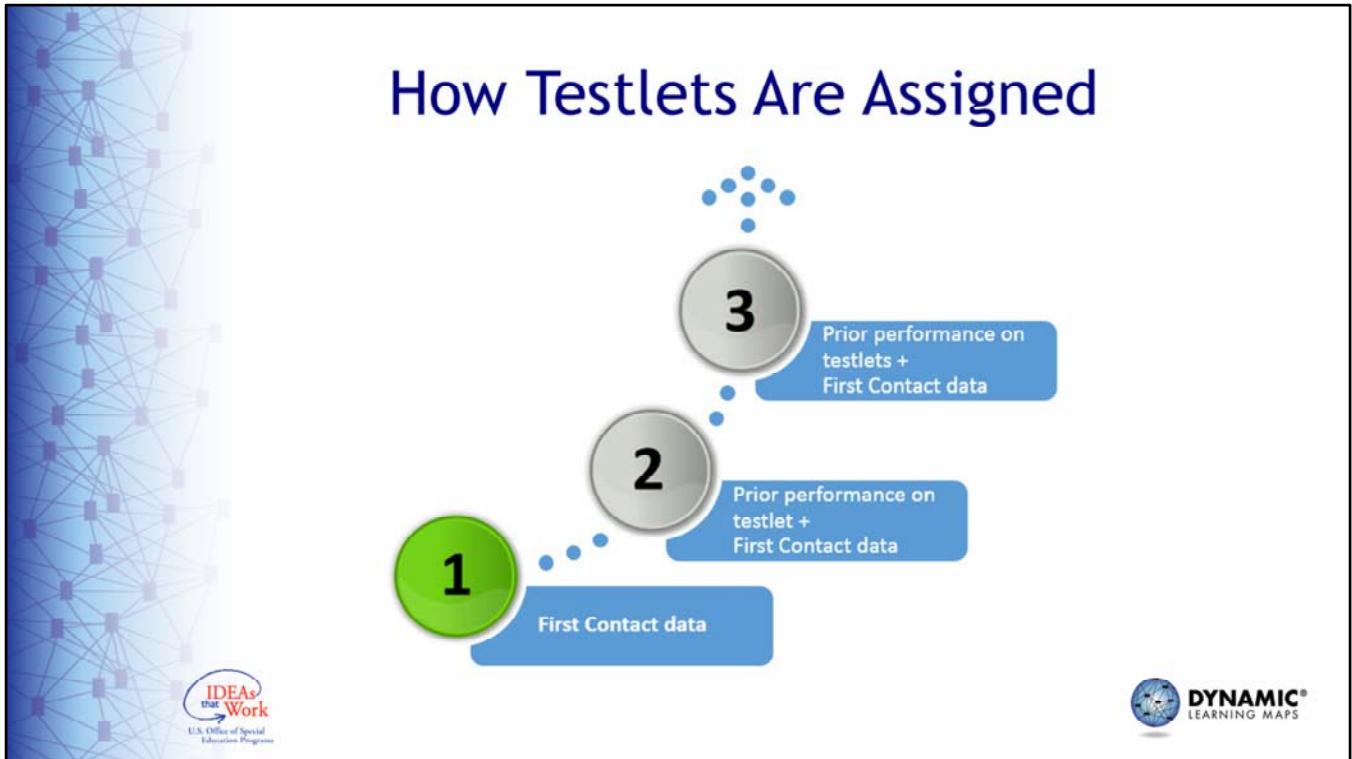 How Testlets Are Assigned
3
Prior performance on
testlets +
First Contact data
2
Prior performance on
testlet +
First Contact data
1
First Contact data
IDEAs
that Work
U.S. Office of Special
Education Programs
DYNAMIC®
LEARNING MAPS